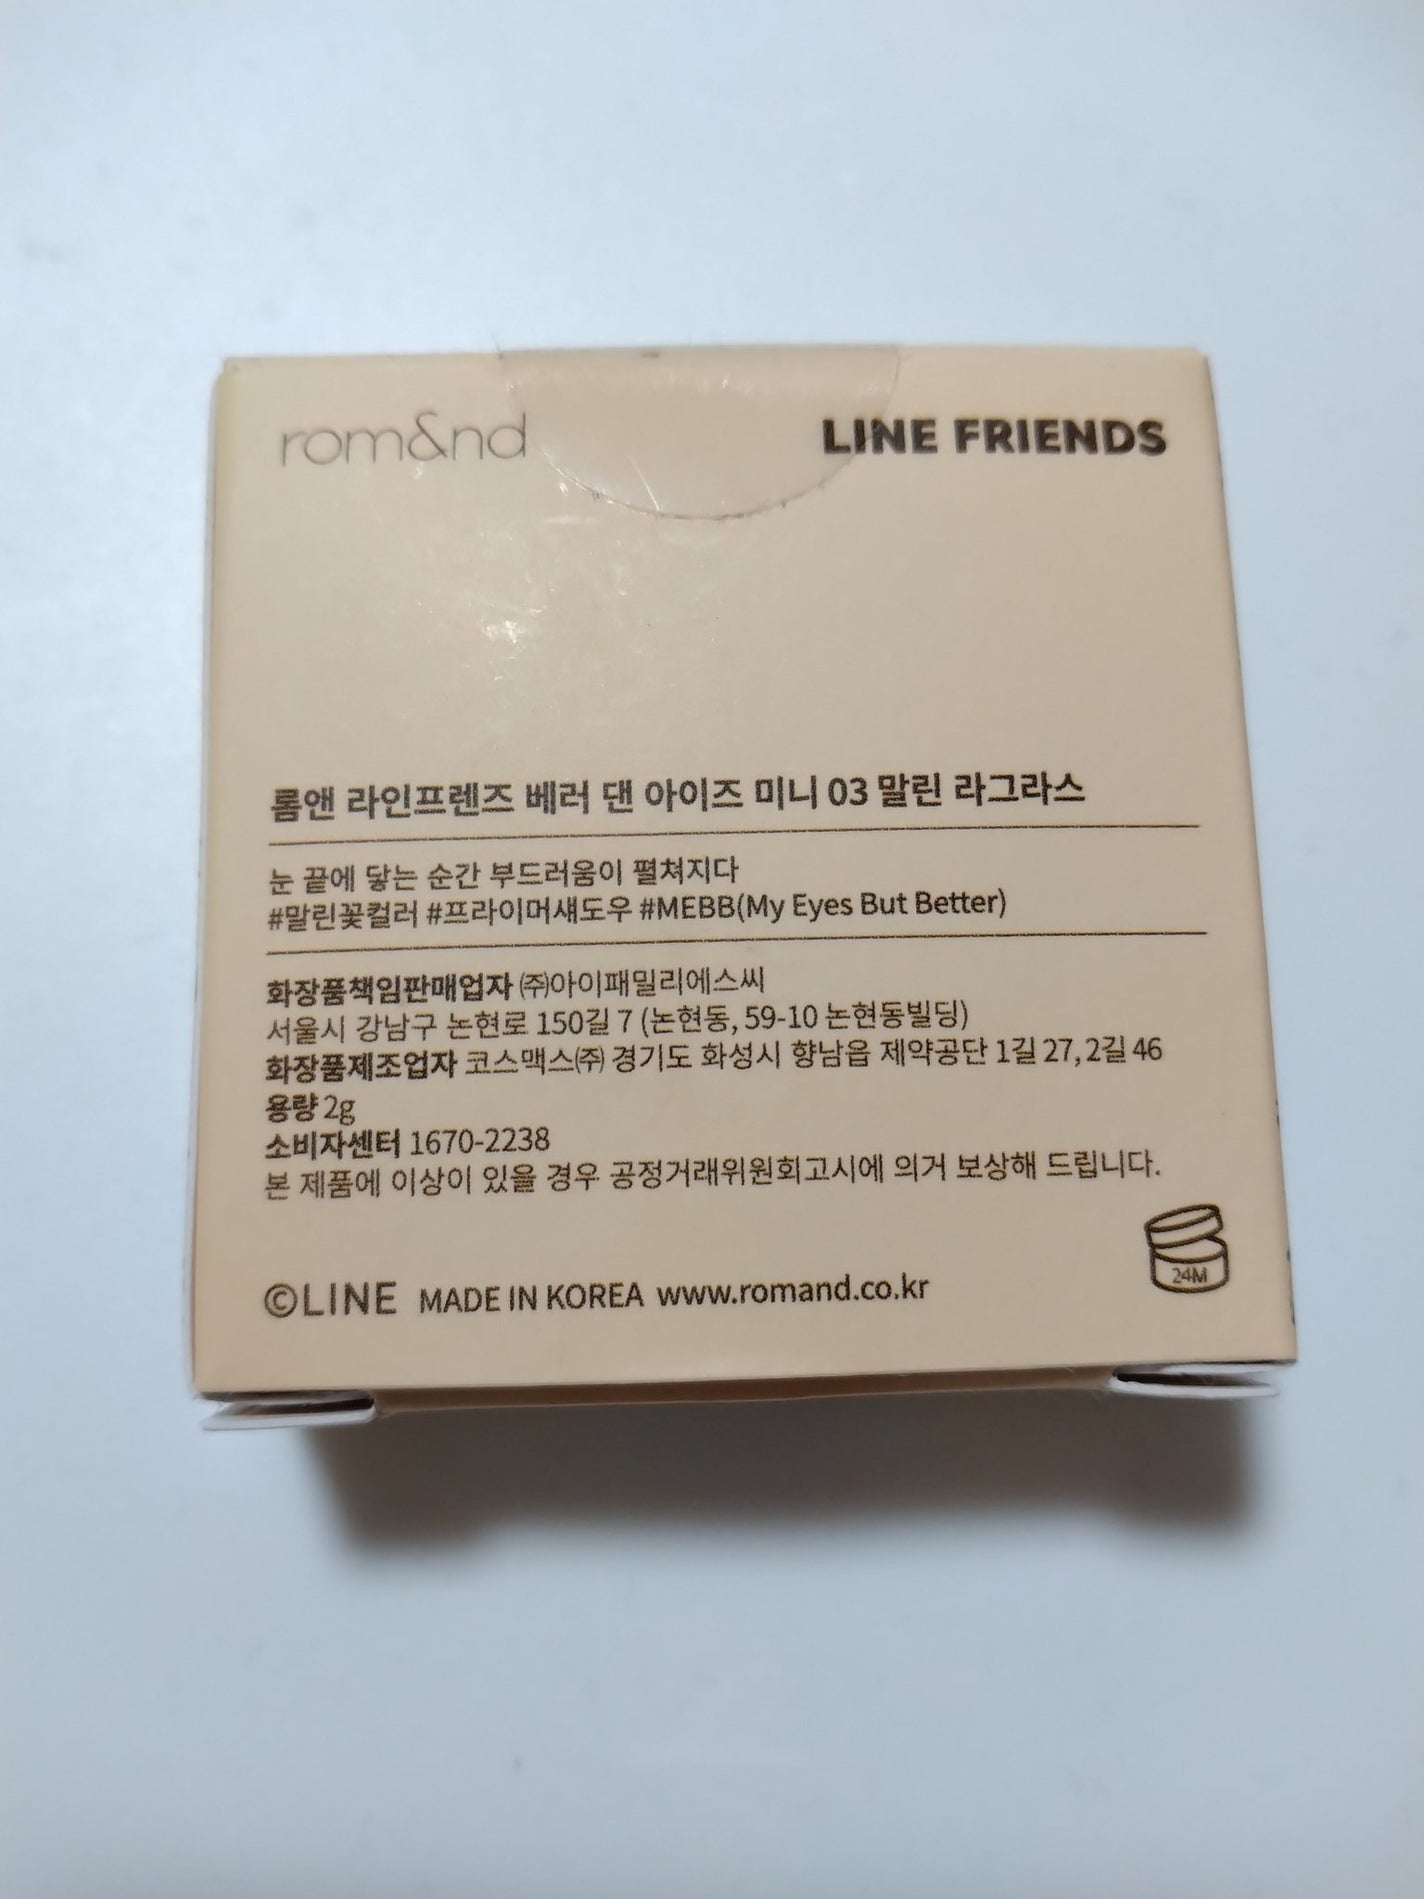 rom&nd LINE FRIENDS
롬앤 라인프렌즈 베러 댄 아이즈 미니 03 말린 라그라스
눈 끝에 닿는 순간 부드러움이 펼쳐지다
#말린꽃컬러 #프라이머섀도우 #MEBB(My Eyes But Better)
화장품책임판매업자 ㈜아이패밀리에스씨
서울시 강남구 논현로 150길 7 (논현동, 59-10 논현동빌딩)
화장품제조업자 코스맥스㈜ 경기도 화성시 향남읍 제약공단 1길 27, 2길 46
용량 2g
소비자센터 1670-2238
본 제품에 이상이 있을 경우 공정거래위원회고시에 의거 보상해 드립니다.
24M
©LINE MADE IN KOREA www.romand.co.kr